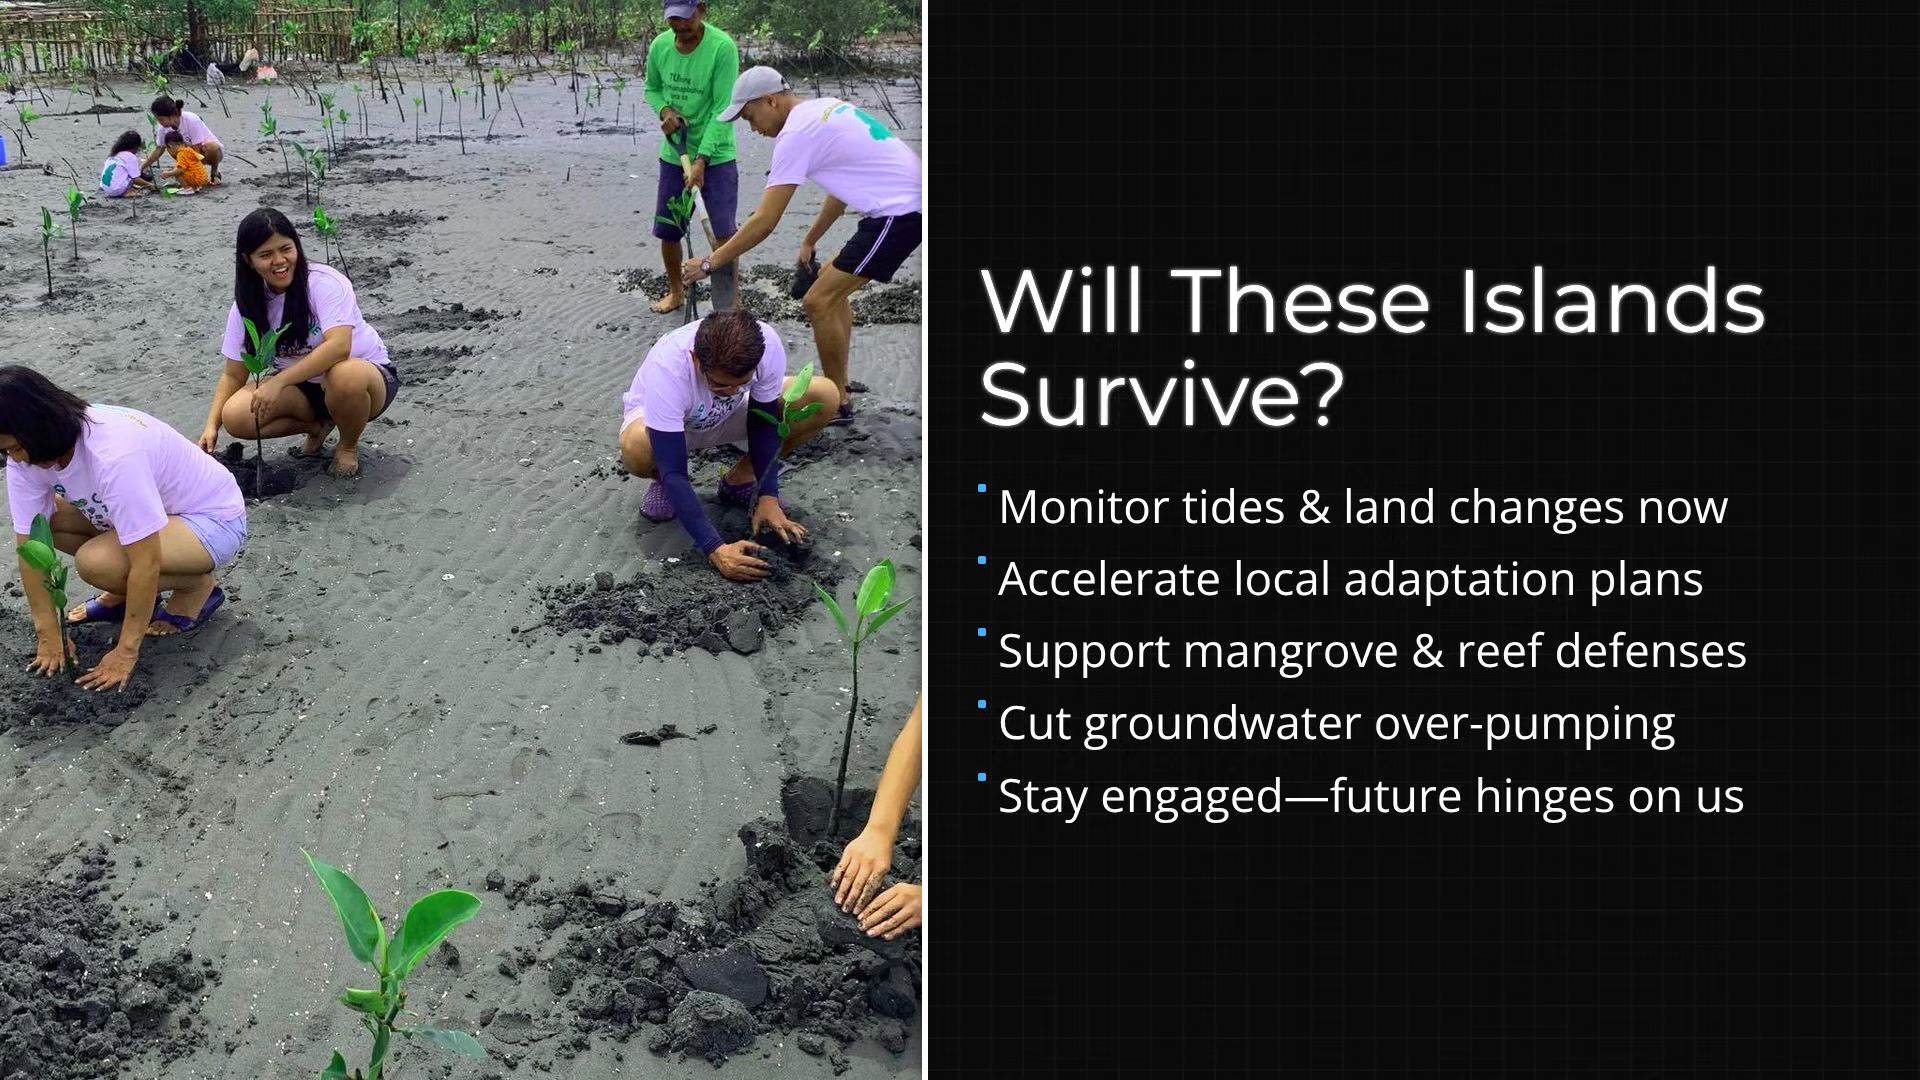 Will These Islands
Survive?
Monitor tides & land changes now
Accelerate local adaptation plans
Support mangrove & reef defenses
Cut groundwater over-pumping
Stay engaged—future hinges on us